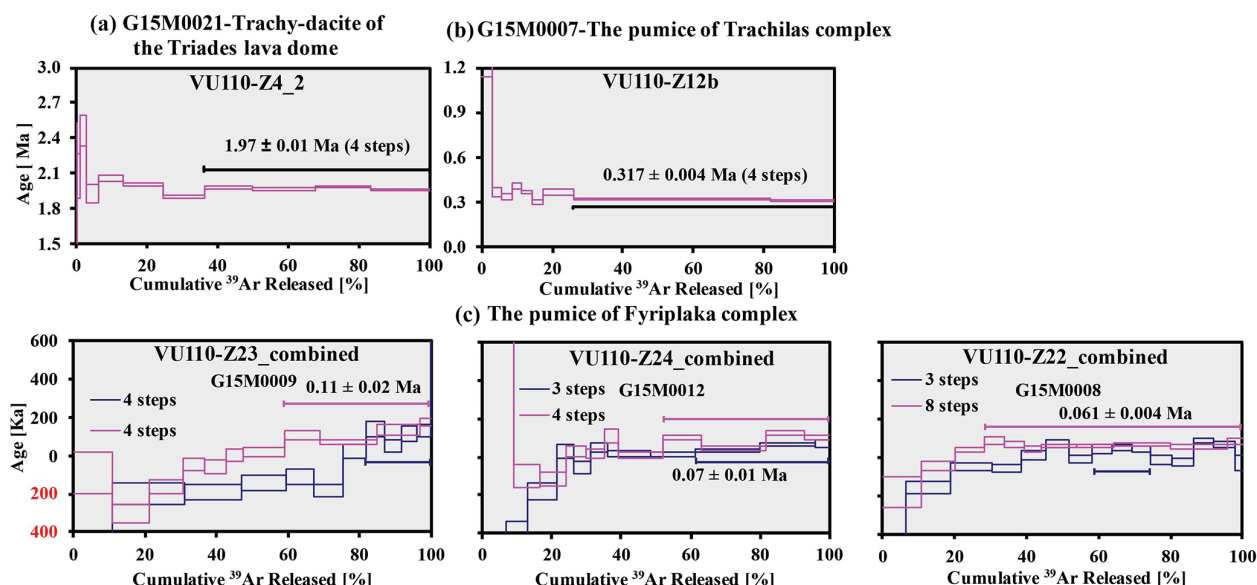 (a) G15M0021-Trachy-dacite of
the Triades lava dome
(b) G15M0007-The pumice of Trachilas complex
3.0
2.7
2.4
2.1
1.8
1.5
Age [ Ma]
VU110-Z4_2
1.97 ± 0.01 Ma (4 steps)
0 20 40 60 80 100
Cumulative ³⁹Ar Released [%]
1.2
0.9
0.6
0.3
0.0
VU110-Z12b
0.317 ± 0.004 Ma (4 steps)
0 20 40 60 80 100
Cumulative ³⁹Ar Released [%]
(c) The pumice of Fyriplaka complex
600
400
200
0
200
400
Age [Ka]
VU110-Z23_combined
G15M0009
0.11 ± 0.02 Ma
4 steps
4 steps
0 20 40 60 80 100
Cumulative ³⁹Ar Released [%]
VU110-Z24_combined
3 steps
G15M0012
4 steps
0.07 ± 0.01 Ma
0 20 40 60 80 100
Cumulative ³⁹Ar Released [%]
VU110-Z22_combined
3 steps
G15M0008
8 steps
0.061 ± 0.004 Ma
0 20 40 60 80 100
Cumulative ³⁹Ar Released [%]